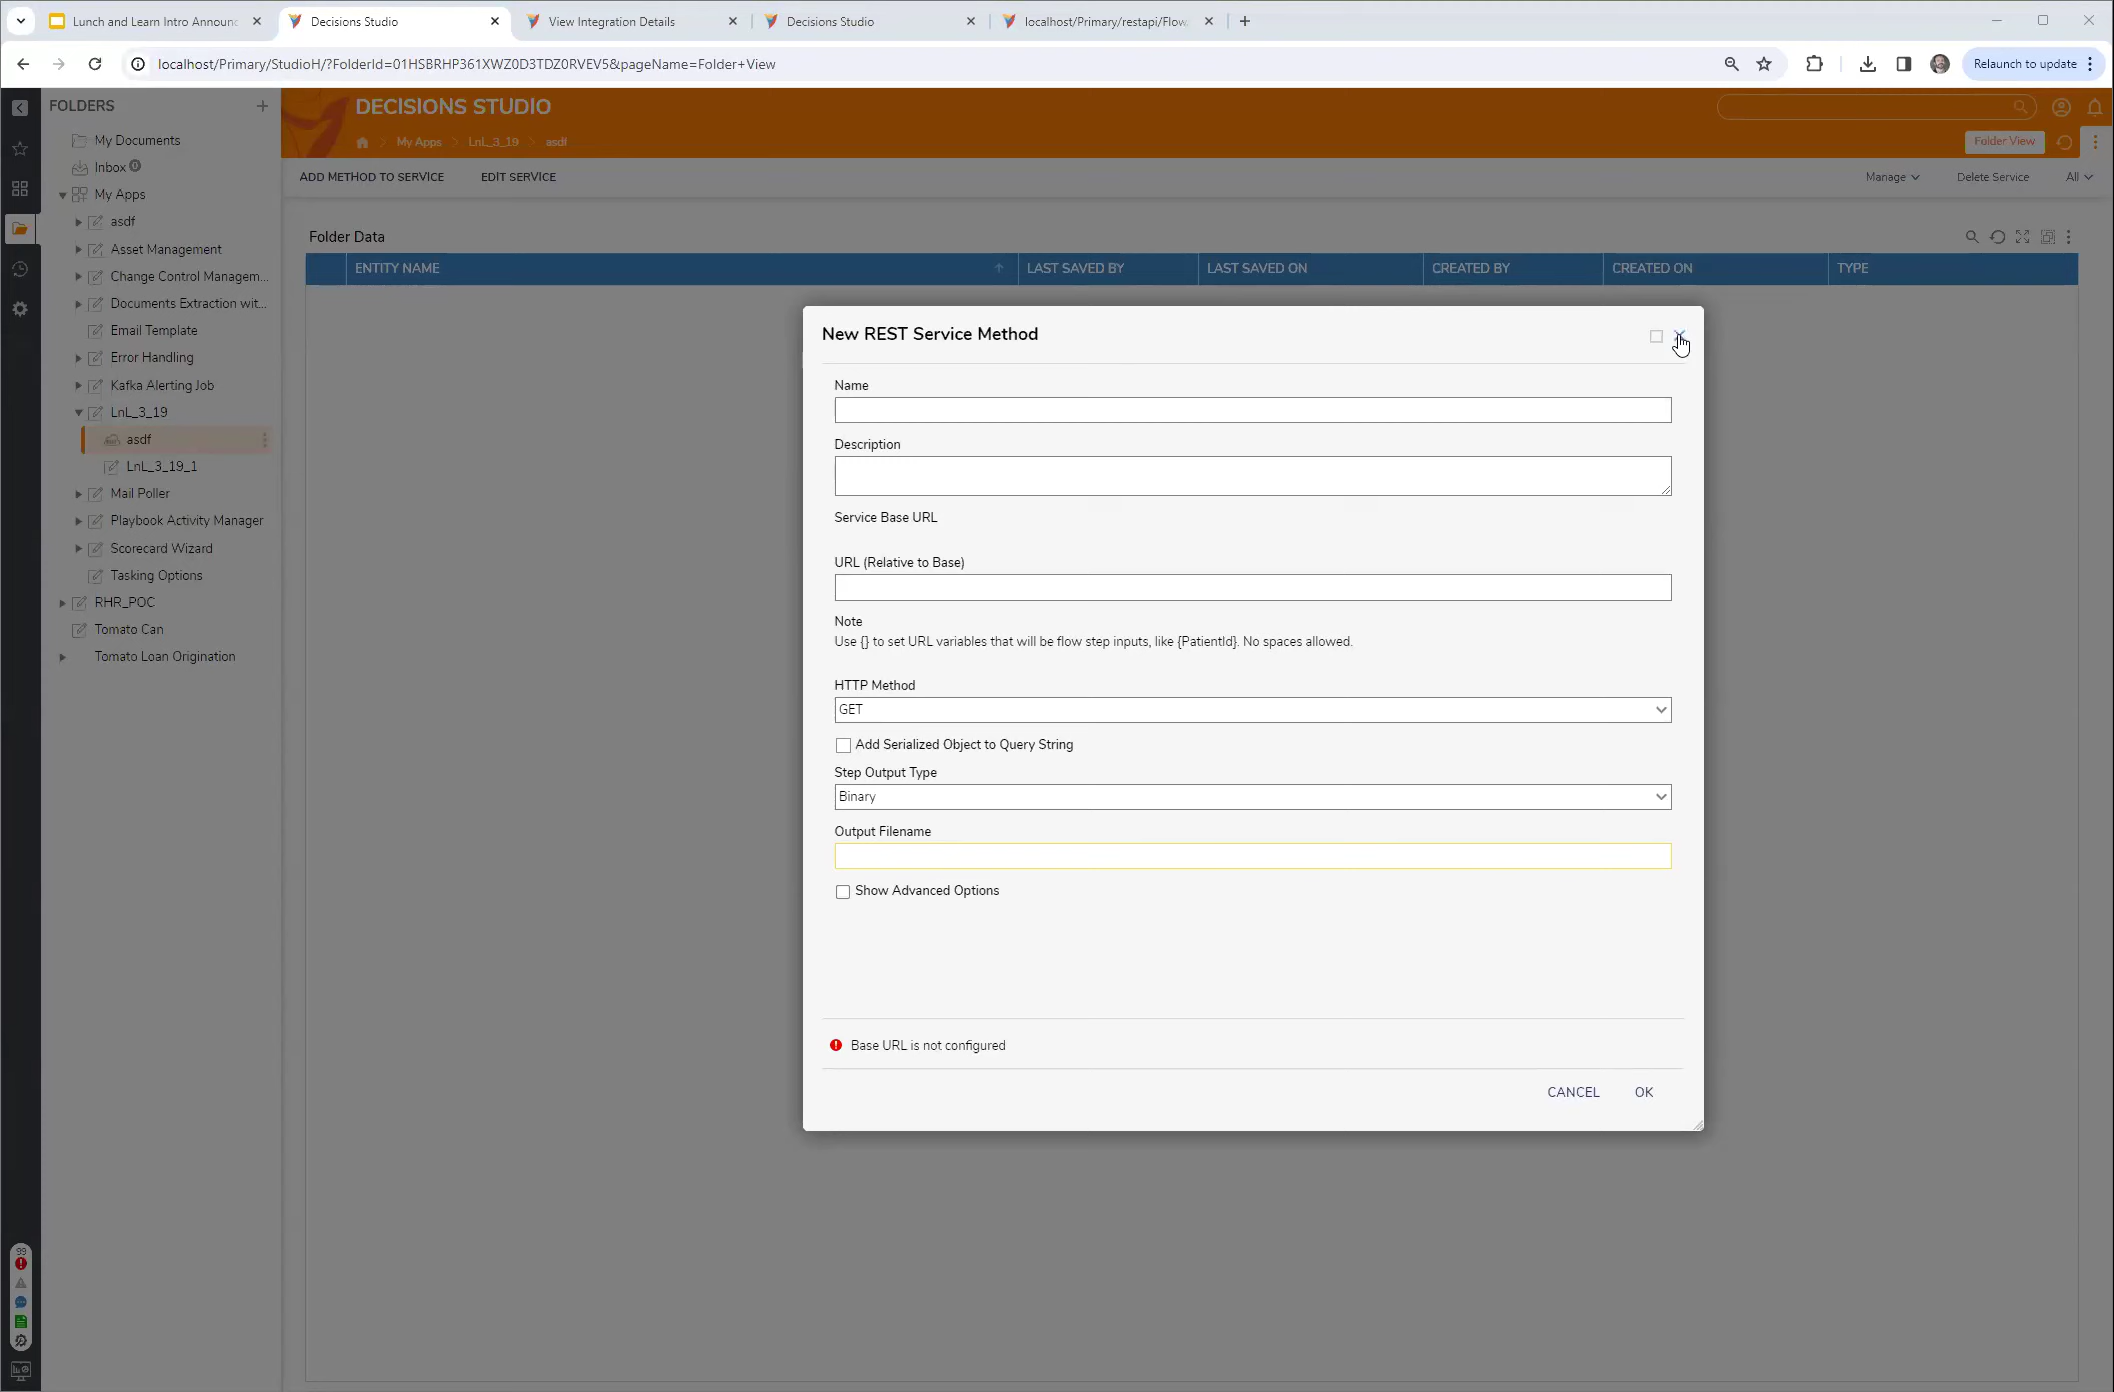 Lunch and Learn Intro Announc
Decisions Studio
View Integration Details
Decisions Studio
localhost/Primary/restapi/Flow
localhost/Primary/StudioH/?FolderId=01HSBRHP361XWZ0D3TDZ0RVEV5&pageName=Folder+View
Relaunch to update
FOLDERS
My Documents
Inbox 0
My Apps
asdf
Asset Management
Change Control Managem...
Documents Extraction wit...
Email Template
Error Handling
Kafka Alerting Job
LnL_3_19
asdf
LnL_3_19_1
Mail Poller
Playbook Activity Manager
Scorecard Wizard
Tasking Options
RHR_POC
Tomato Can
Tomato Loan Origination
99
DECISIONS STUDIO
My Apps
LnL_3_19
asdf
Folder View
ADD METHOD TO SERVICE
EDIT SERVICE
Manage
Delete Service
All
Folder Data
ENTITY NAME
LAST SAVED BY
LAST SAVED ON
CREATED BY
CREATED ON
TYPE
New REST Service Method
Name
Description
Service Base URL
URL (Relative to Base)
Note
Use {} to set URL variables that will be flow step inputs, like {PatientId}. No spaces allowed.
HTTP Method
GET
Add Serialized Object to Query String
Step Output Type
Binary
Output Filename
Show Advanced Options
Base URL is not configured
CANCEL
OK